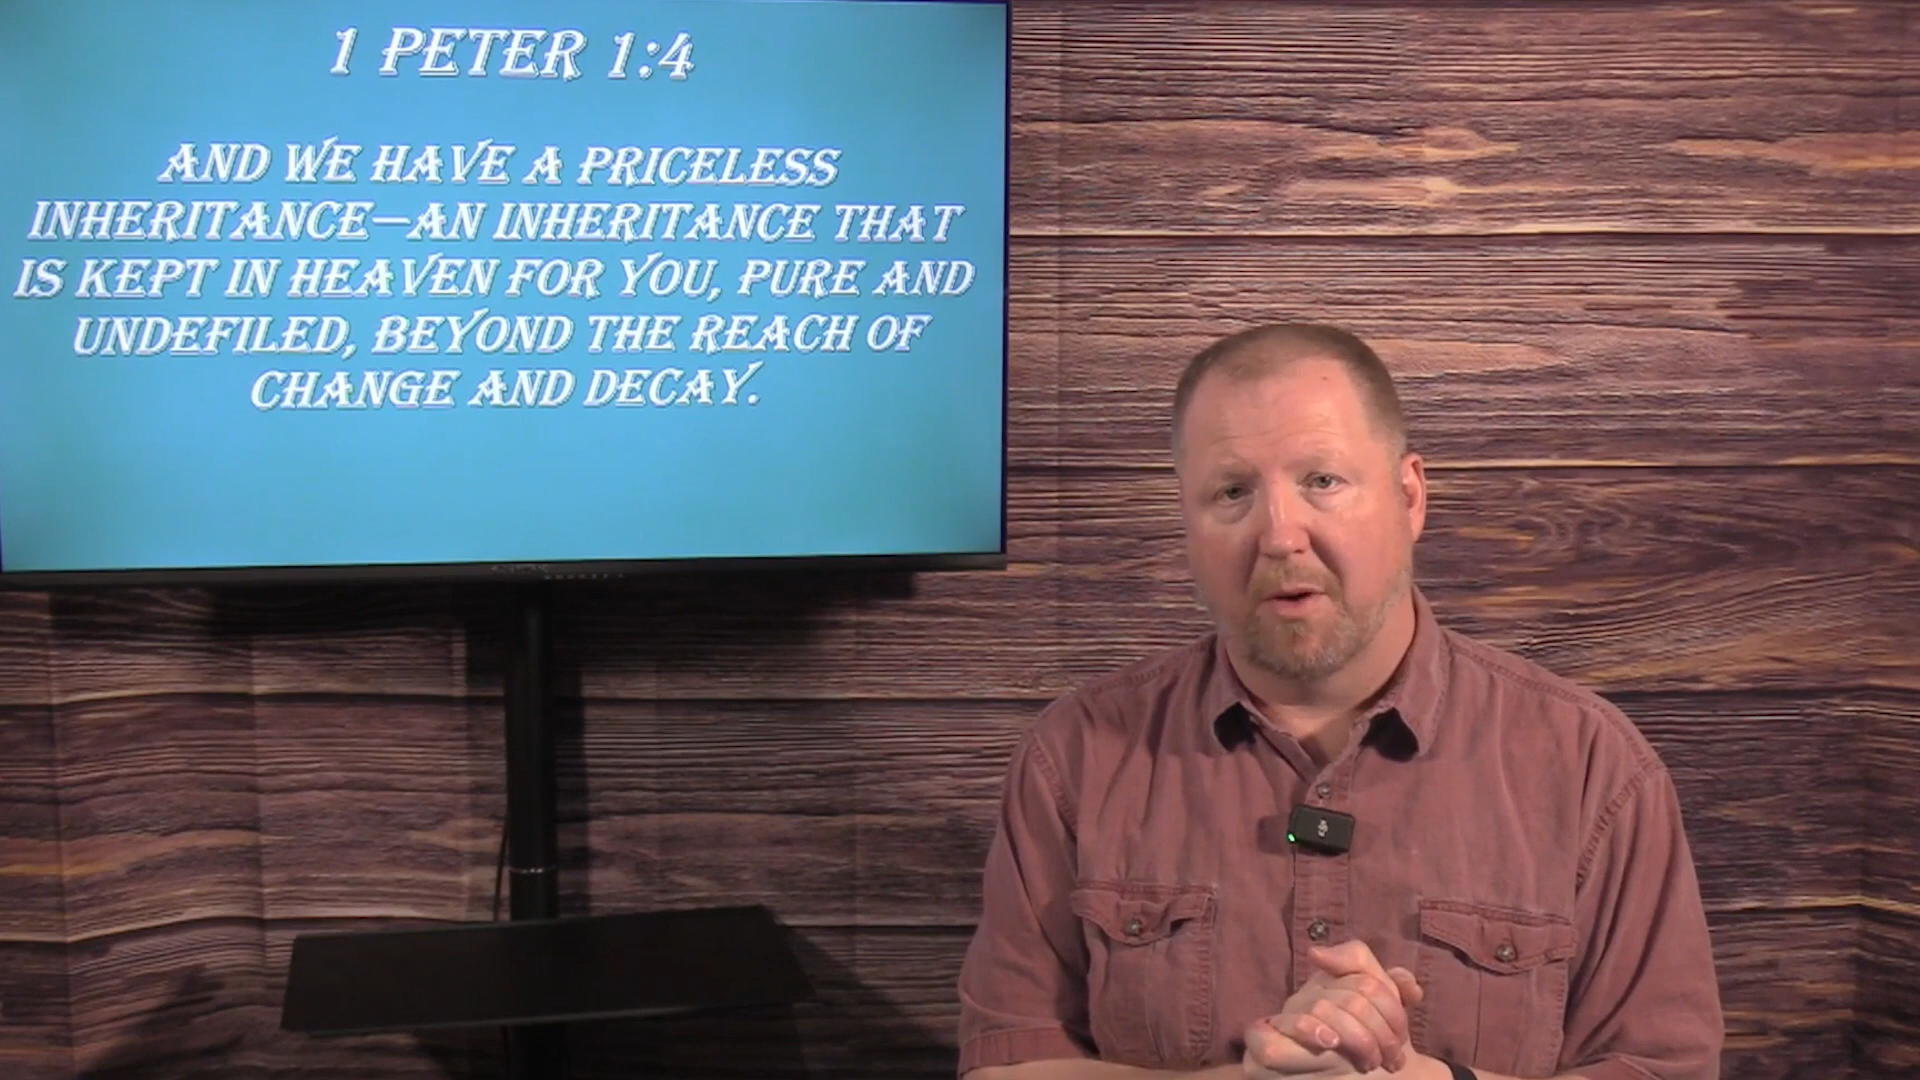 1 PETER 1:4
AND WE HAVE A PRICELESS
INHERITANCE—AN INHERITANCE THAT
IS KEPT IN HEAVEN FOR YOU, PURE AND
UNDEFILED, BEYOND THE REACH OF
CHANGE AND DECAY.